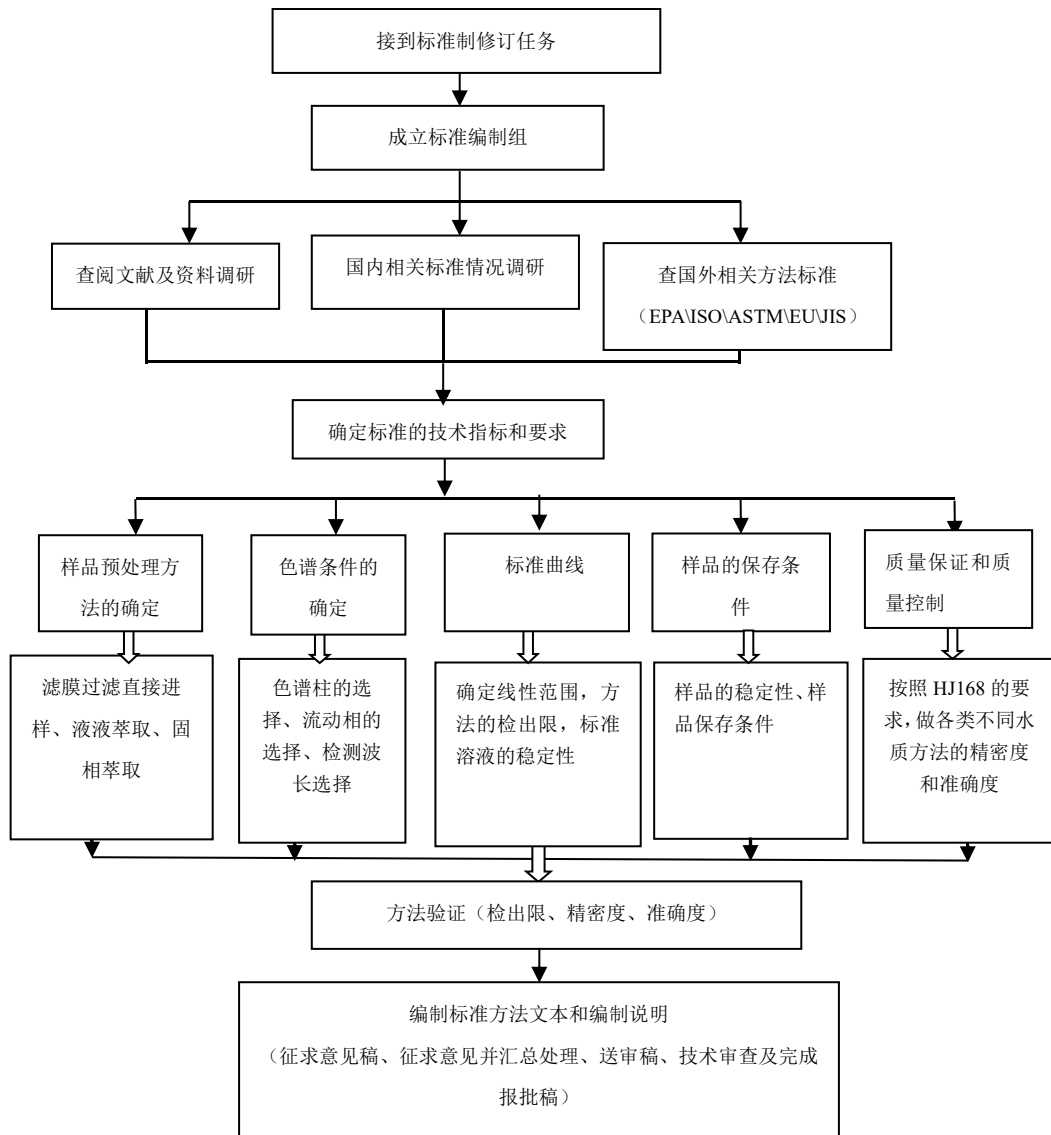 接到标准制修订任务
成立标准编制组
查阅文献及资料调研
国内相关标准情况调研
查国外相关方法标准
（EPA\ISO\ASTM\EU\JIS）
确定标准的技术指标和要求
样品预处理方
法的确定
色谱条件的
确定
标准曲线
样品的保存条
件
质量保证和质
量控制
滤膜过滤直接进
样、液液萃取、固
相萃取
色谱柱的选
择、流动相的
选择、检测波
长选择
确定线性范围，方
法的检出限，标准
溶液的稳定性
样品的稳定性、样
品保存条件
按照 HJ168 的要
求，做各类不同水
质方法的精密度
和准确度
方法验证（检出限、精密度、准确度）
编制标准方法文本和编制说明
（征求意见稿、征求意见并汇总处理、送审稿、技术审查及完成
报批稿）